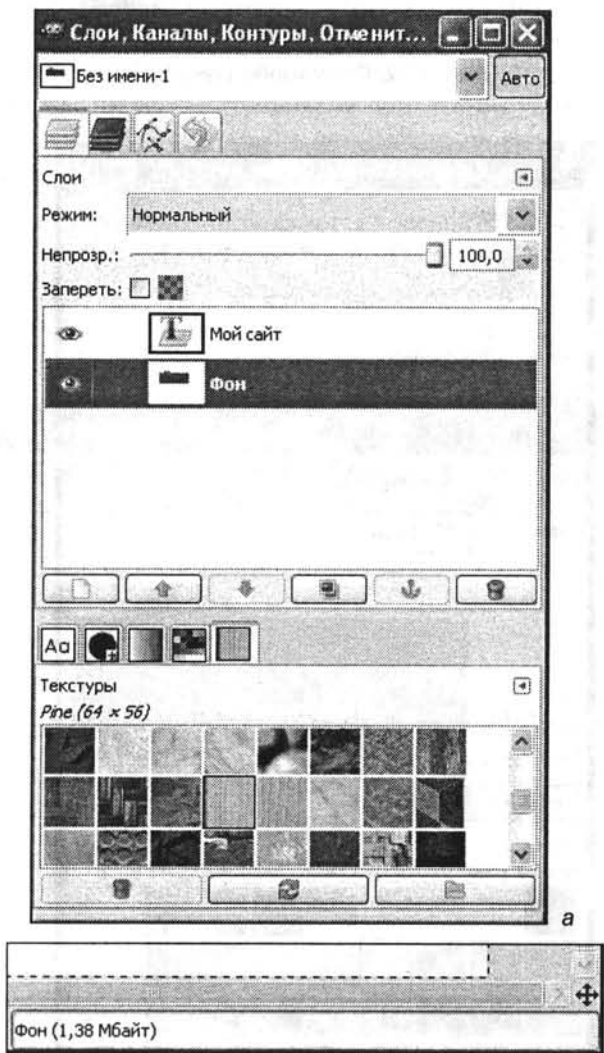 Слои, Каналы, Контуры, Отменит...
Без имени-1
Авто
Слои
Режим: Нормальный
Непрозр.: 100,0
Запереть:
Мой сайт
Фон
Aa
Текстуры
Pine (64 × 56)
а
Фон (1,38 Мбайт)